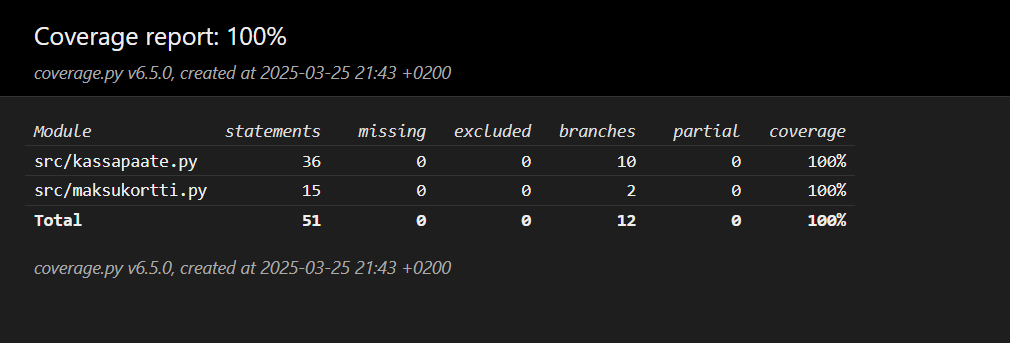 Coverage report: 100%
coverage.py v6.5.0, created at 2025-03-25 21:43 +0200
Module statements missing excluded branches partial coverage
src/kassapaate.py 36 0 0 10 0 100%
src/maksukortti.py 15 0 0 2 0 100%
Total 51 0 0 12 0 100%
coverage.py v6.5.0, created at 2025-03-25 21:43 +0200